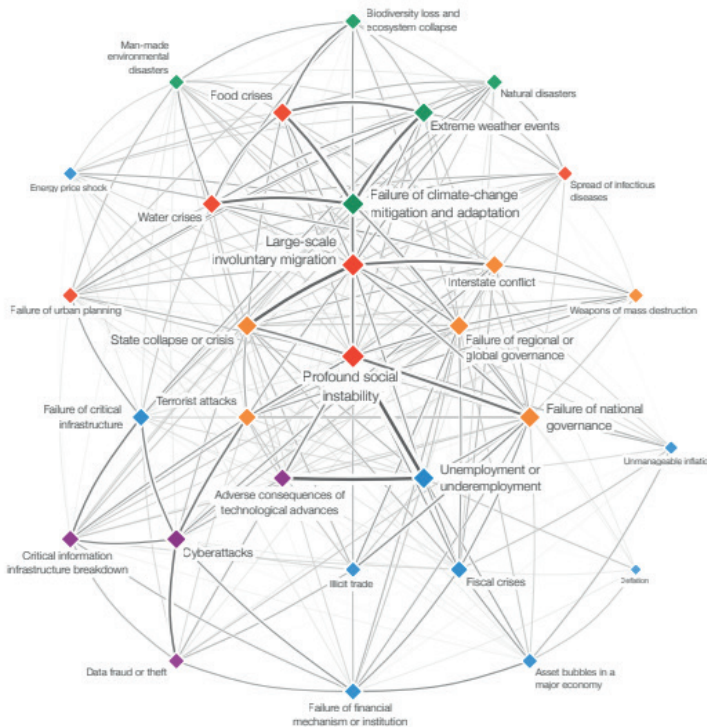 Biodiversity loss and
ecosystem collapse
Man-made
environmental
disasters
Food crises
Natural disasters
Extreme weather events
Energy price shock
Spread of infectious
diseases
Water crises
Failure of climate-change
mitigation and adaptation
Large-scale
involuntary migration
Interstate conflict
Failure of urban planning
Weapons of mass destruction
State collapse or crisis
Failure of regional or
global governance
Profound social
instability
Terrorist attacks
Failure of critical
infrastructure
Failure of national
governance
Unmanageable inflation
Adverse consequences of
technological advances
Unemployment or
underemployment
Critical information
infrastructure breakdown
Cyberattacks
Illicit trade
Fiscal crises
Deflation
Data fraud or theft
Failure of financial
mechanism or institution
Asset bubbles in a
major economy